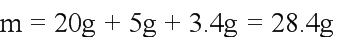 m = 20g + 5g + 3.4g = 28.4g